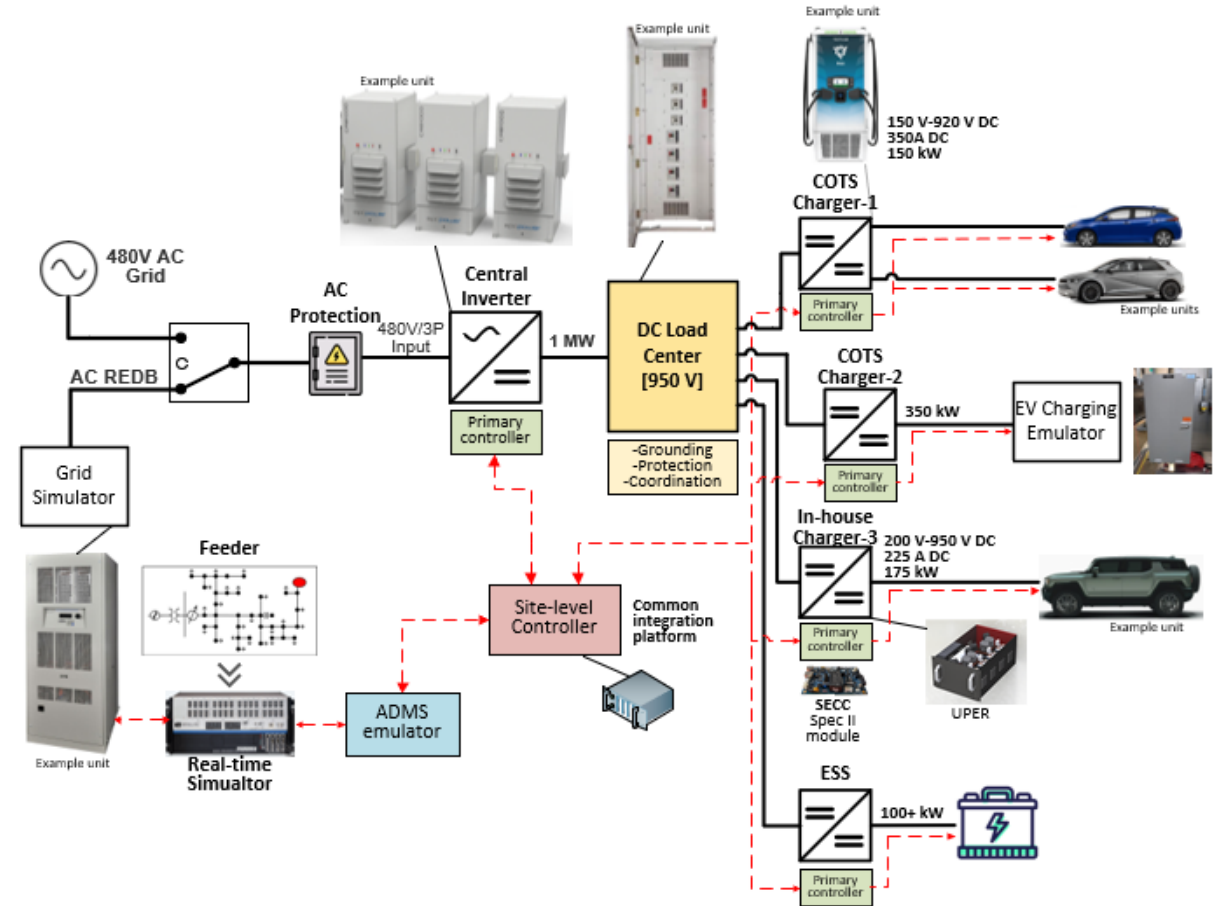 Example unit
Example unit
Example unit
150 V-920 V DC
350A DC
150 kW
COTS
Charger-1
Primary
controller
Example units
480V AC
Grid
AC
Protection
480V/3P
Input
Central
Inverter
1 MW
DC Load
Center
[950 V]
-Grounding
-Protection
-Coordination
Primary
controller
AC REDB
C
COTS
Charger-2
350 kW
EV Charging
Emulator
Primary
controller
Grid
Simulator
Feeder
In-house
Charger-3
200 V-950 V DC
225 A DC
175 kW
Primary
controller
Example unit
SECC
Spec II
module
UPER
Site-level
Controller
Common
integration
platform
ADMS
emulator
Example unit
Real-time
Simualtor
ESS
100+ kW
Primary
controller